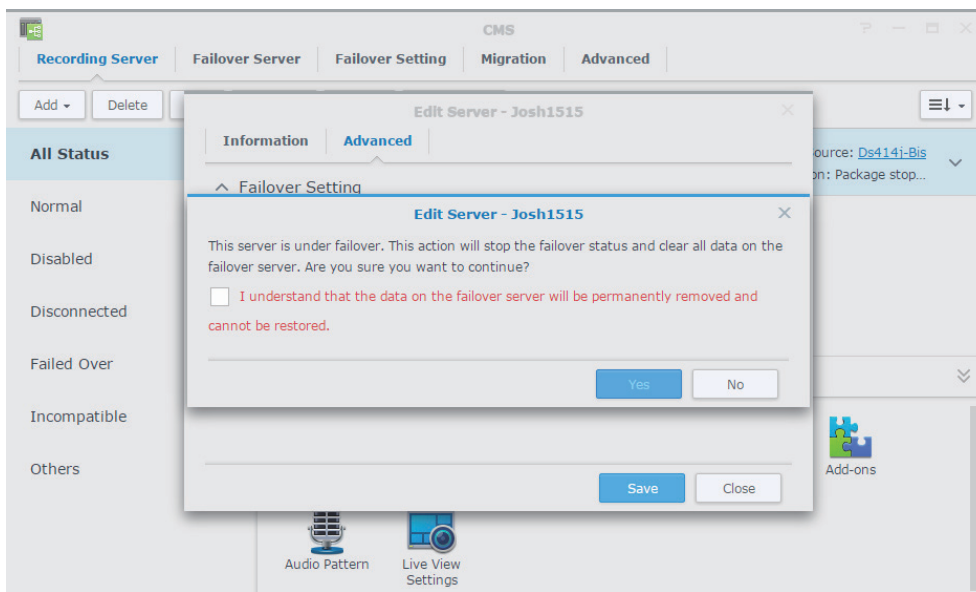 CMS
Recording Server Failover Server Failover Setting Migration Advanced
Add Delete
Edit Server - Josh1515
Information Advanced
All Status
ource: Ds414j-Bis
on: Package stop...
Failover Setting
Normal
Edit Server - Josh1515
This server is under failover. This action will stop the failover status and clear all data on the
failover server. Are you sure you want to continue?
Disabled
I understand that the data on the failover server will be permanently removed and
cannot be restored.
Disconnected
Failed Over
Yes No
Incompatible
Others
Add-ons
Save Close
Audio Pattern
Live View
Settings